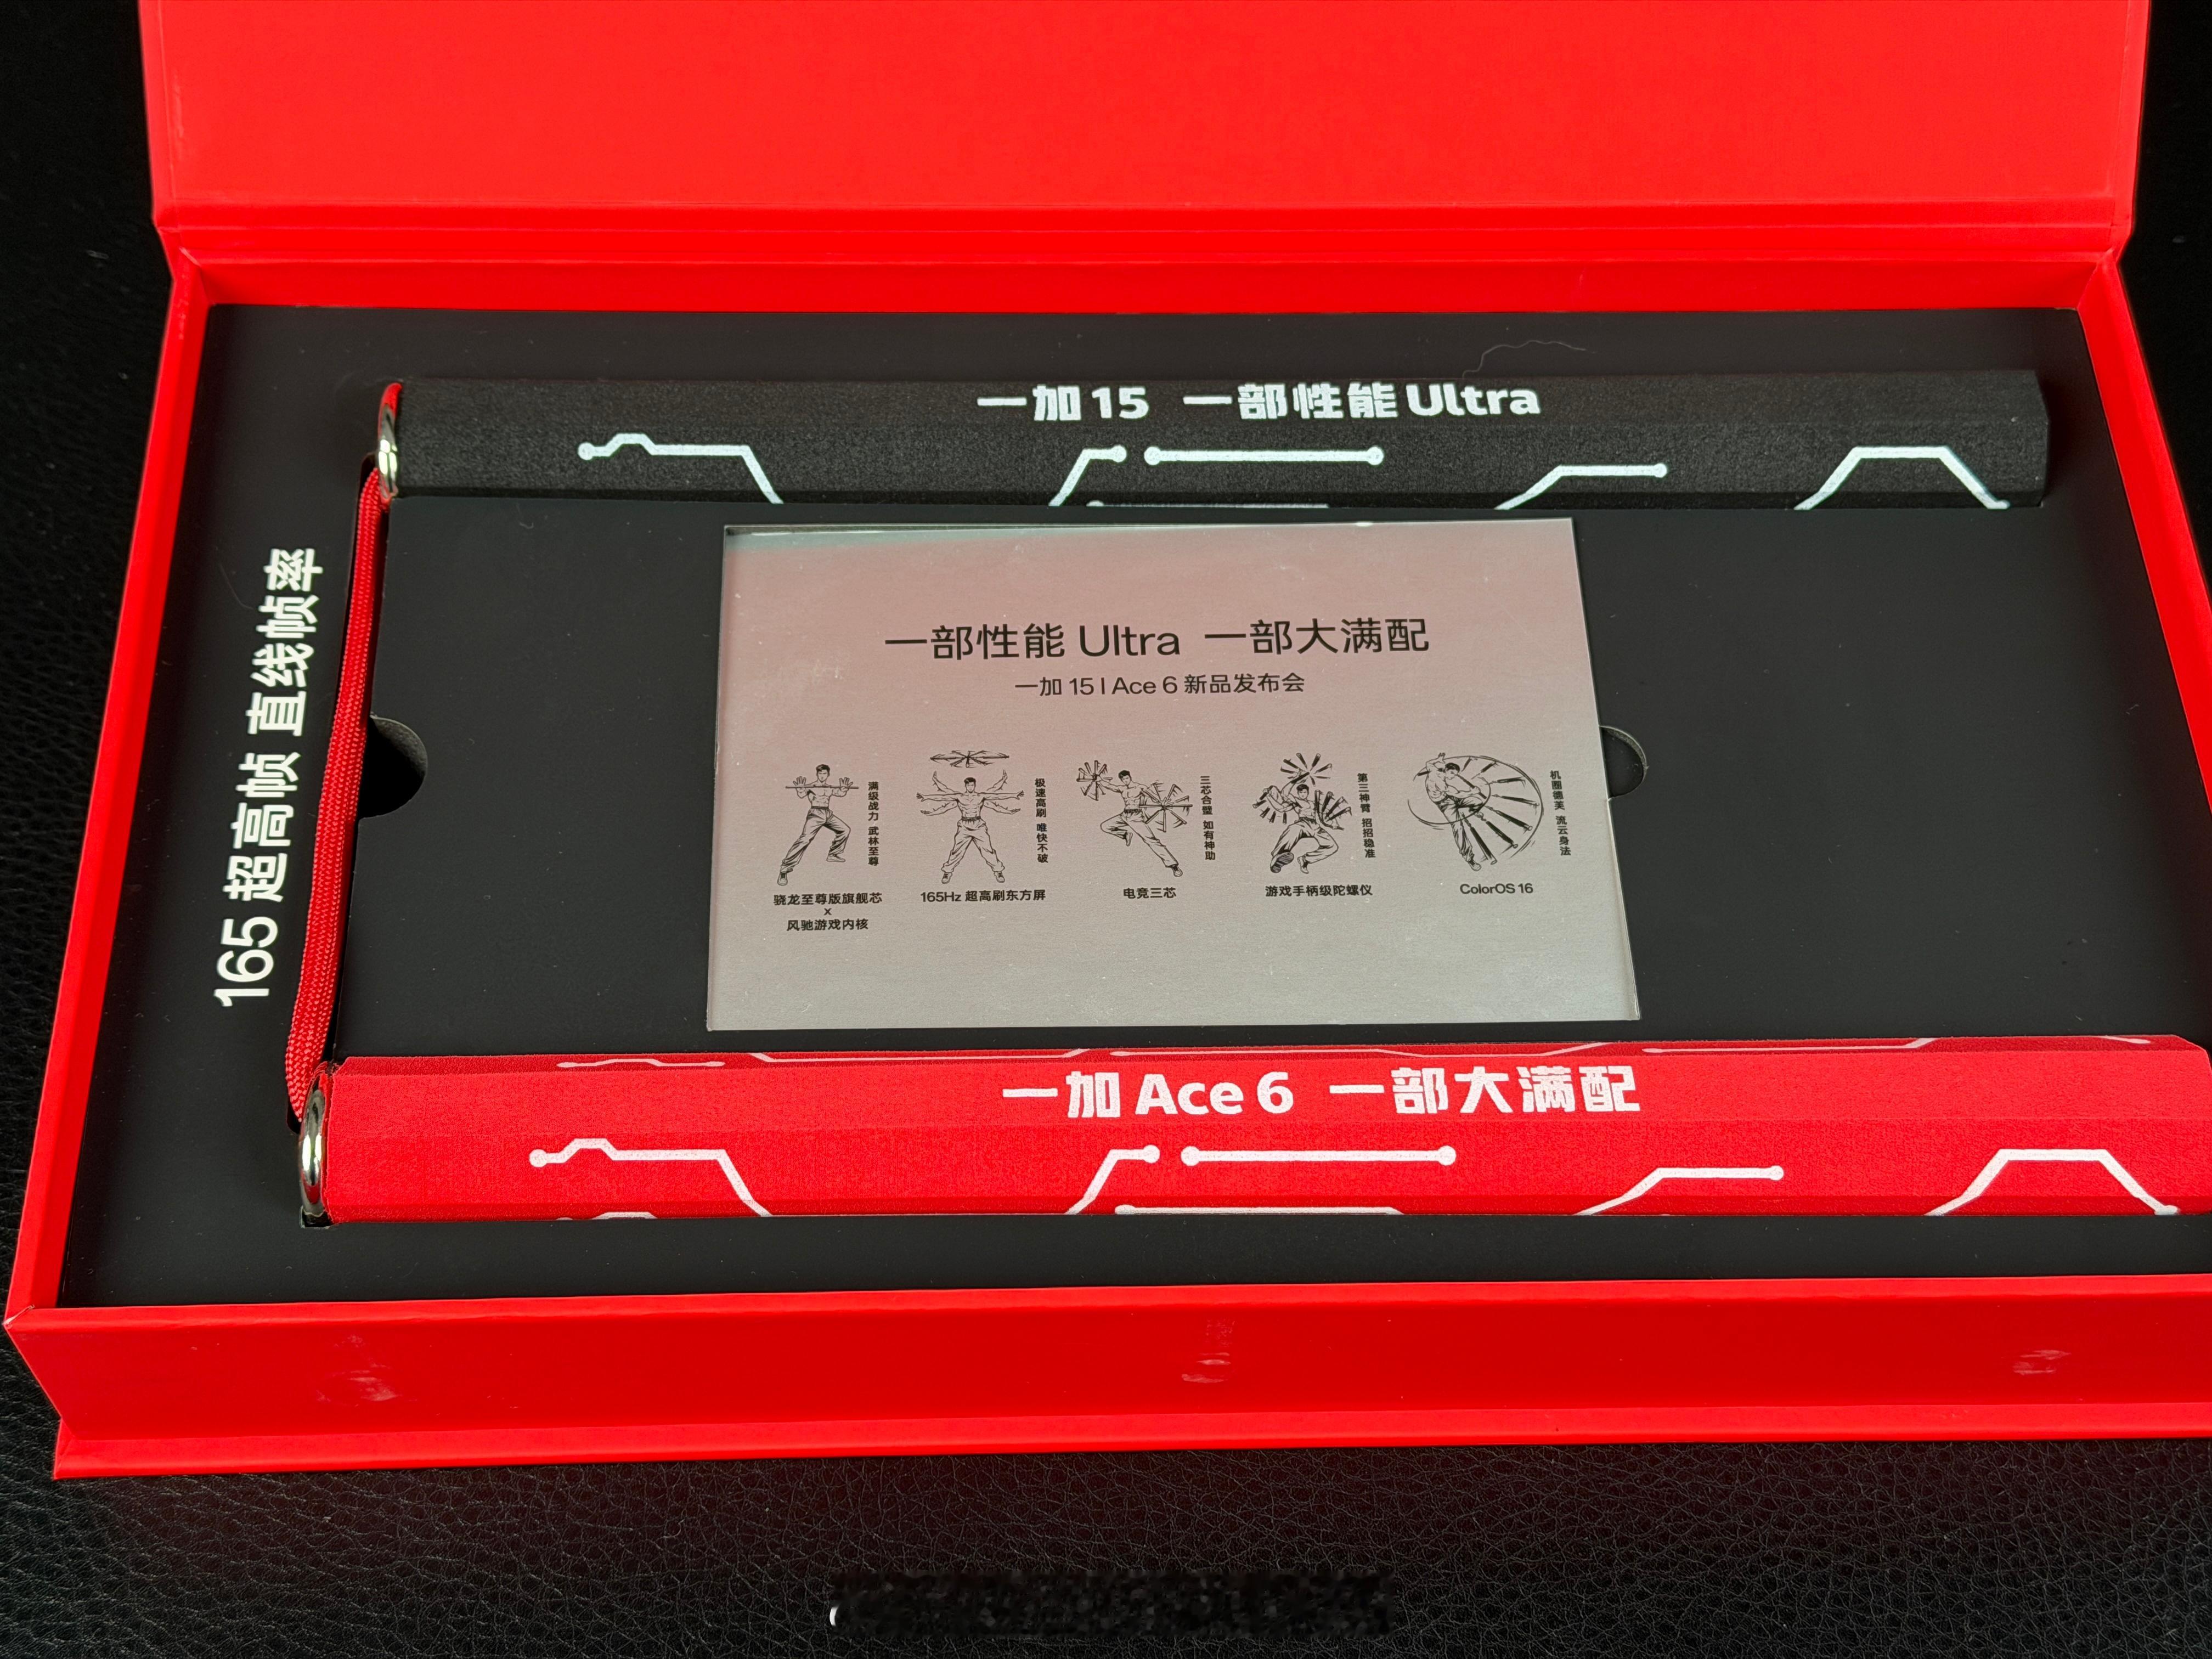 一加 15 一部性能 Ultra
165 超高帧 直线帧率
一部性能 Ultra 一部大满配
一加 15 I Ace 6 新品发布会
满级战力 武林至尊
骁龙至尊版旗舰芯
x
风驰游戏内核
极速高刷 唯快不破
165Hz 超高刷东方屏
三芯合璧 如有神助
电竞三芯
第三神臂 招招稳准
游戏手柄级陀螺仪
机圈德芙 流云身法
ColorOS 16
一加 Ace 6 一部大满配